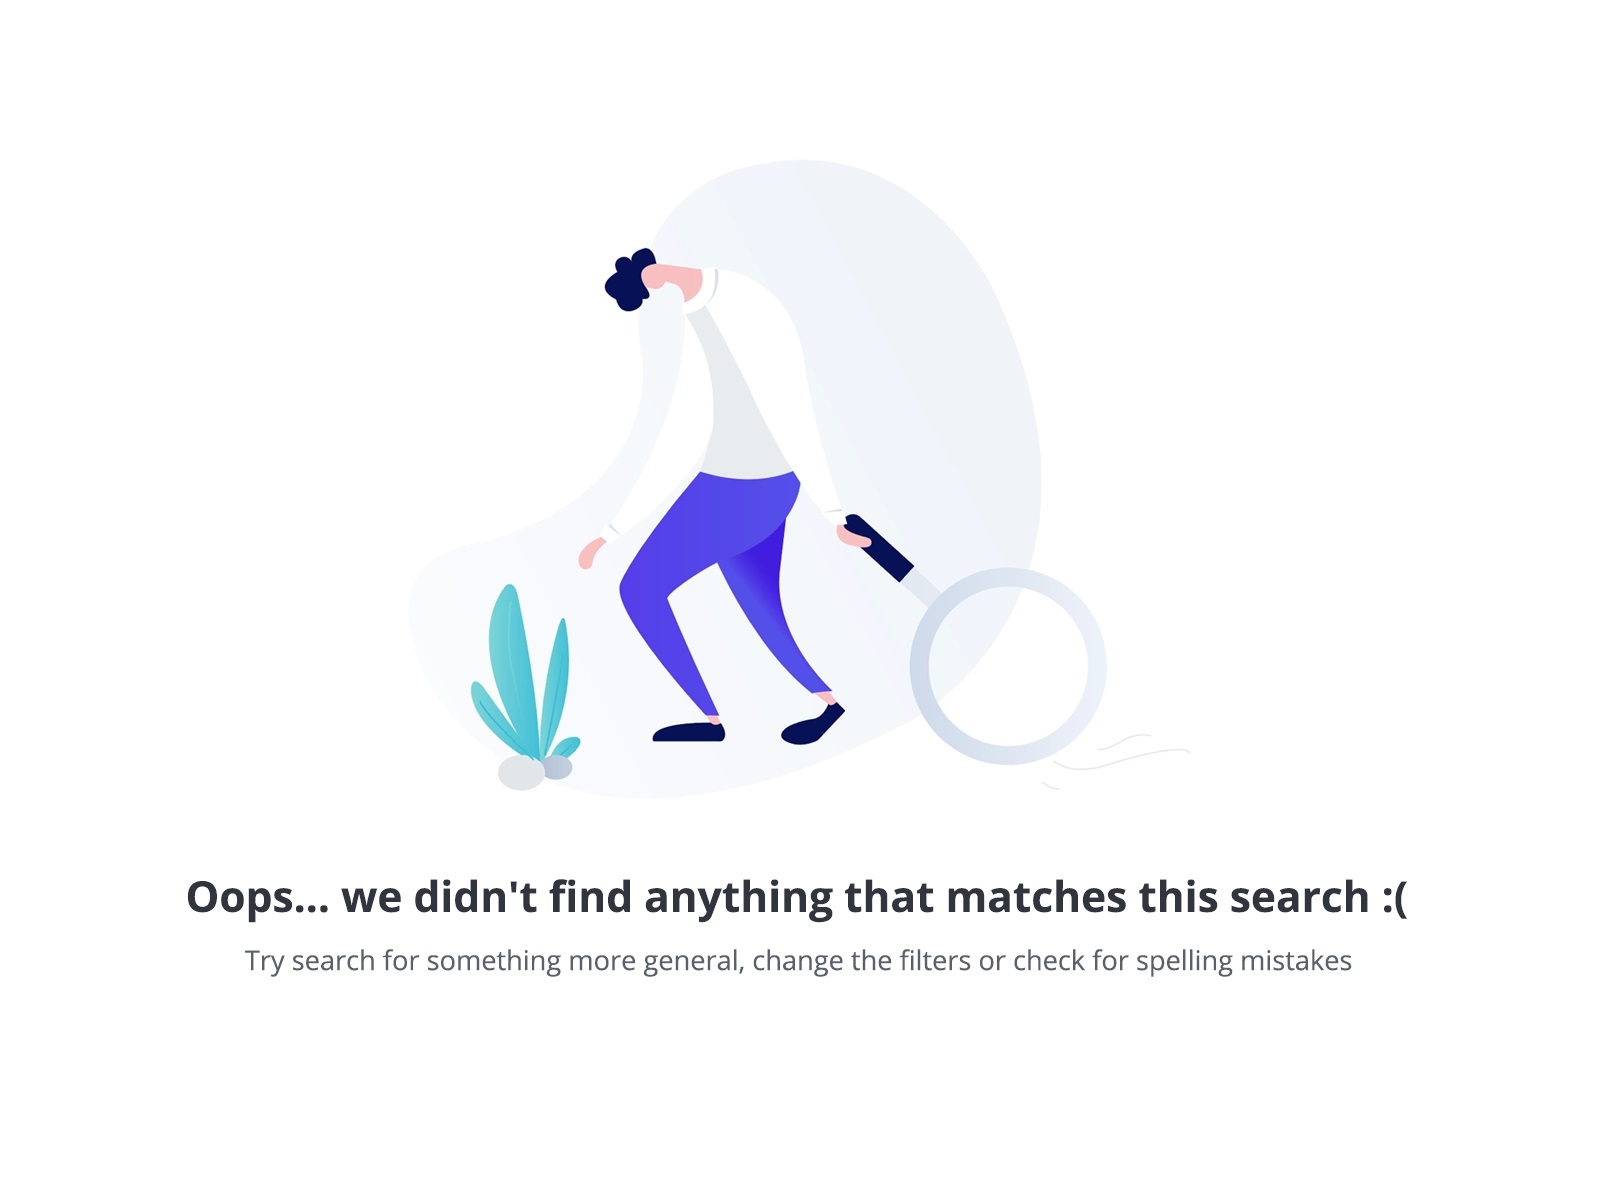 Oops... we didn't find anything that matches this search :(
Try search for something more general, change the filters or check for spelling mistakes